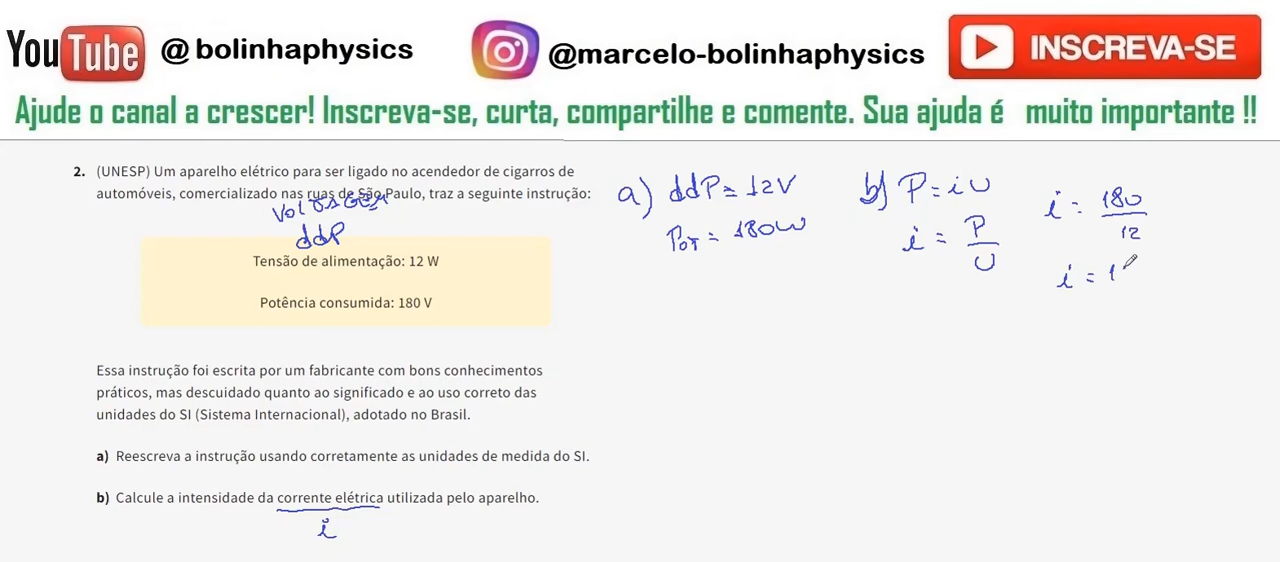 YouTube @bolinhaphysics @marcelo-bolinhaphysics INSCREVA-SE
Ajude o canal a crescer! Inscreva-se, curta, compartilhe e comente. Sua ajuda é muito importante !!
2. (UNESP) Um aparelho elétrico para ser ligado no acendedor de cigarros de
automóveis, comercializado nas ruas de São Paulo, traz a seguinte instrução:
ddP
Tensão de alimentação: 12 W
Potência consumida: 180 V
Essa instrução foi escrita por um fabricante com bons conhecimentos
práticos, mas descuidado quanto ao significado e ao uso correto das
unidades do SI (Sistema Internacional), adotado no Brasil.
a) Reescreva a instrução usando corretamente as unidades de medida do SI.
b) Calcule a intensidade da corrente elétrica utilizada pelo aparelho.
i
a) ddP = 12V
Pot = 180W
b) P = i U
i = P / U
i = 180 / 12
i = 1